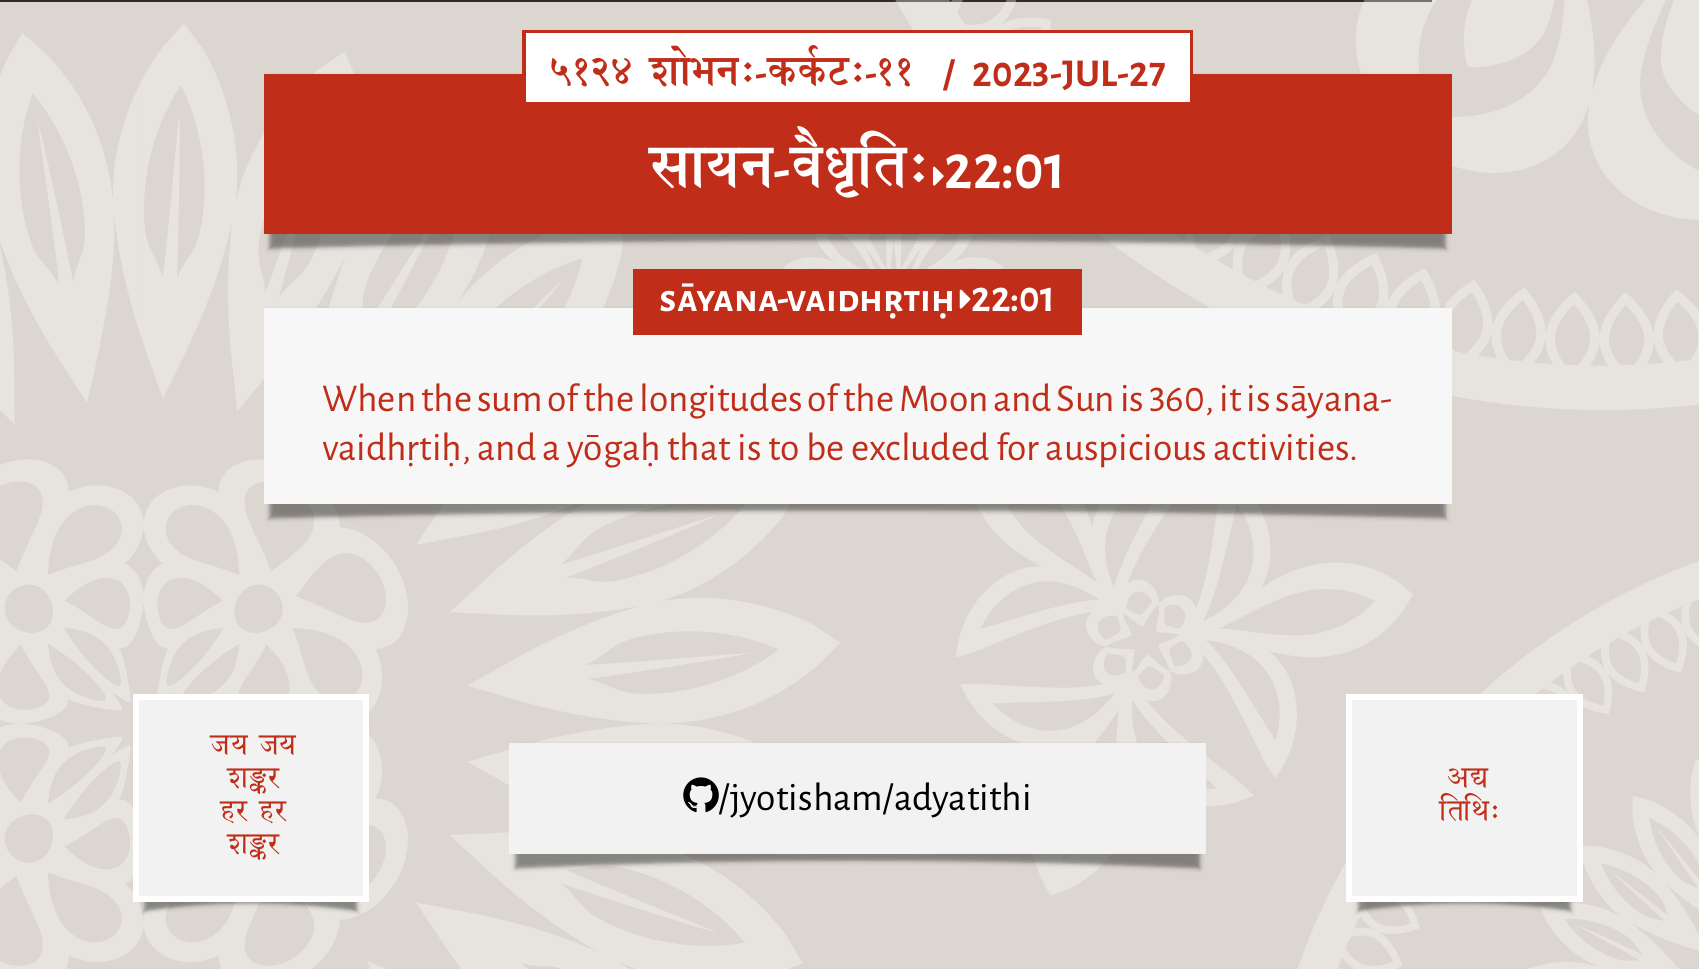 ५१२४ शोभनः-कर्कटः-११ / 2023-JUL-27
सायन-वैधृतिः▸22:01
SĀYANA-VAIDHṚTIḤ▸22:01
When the sum of the longitudes of the Moon and Sun is 360, it is sāyana-
vaidhṛtiḥ, and a yōgaḥ that is to be excluded for auspicious activities.
जय जय
शङ्कर
हर हर
शङ्कर
/jyotisham/adyatithi
अद्य
तिथिः